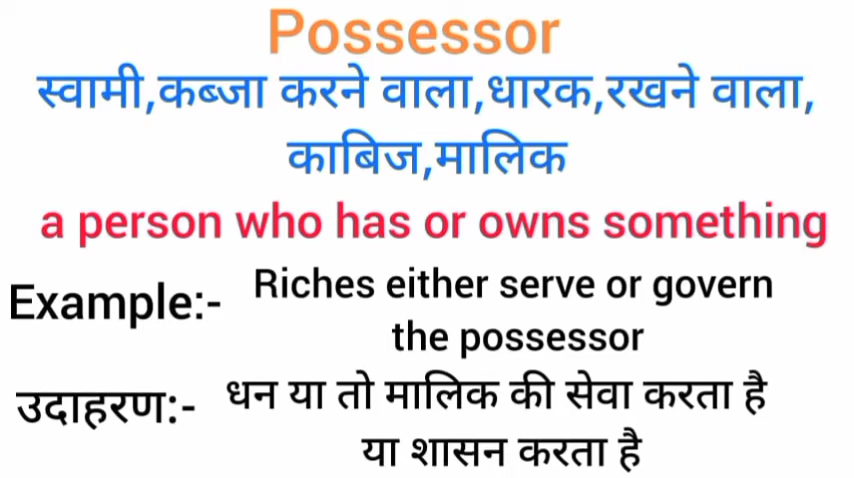 Possessor
स्वामी,कब्जा करने वाला,धारक,रखने वाला,
काबिज,मालिक
a person who has or owns something
Example:- Riches either serve or govern
the possessor
उदाहरण:- धन या तो मालिक की सेवा करता है
या शासन करता है